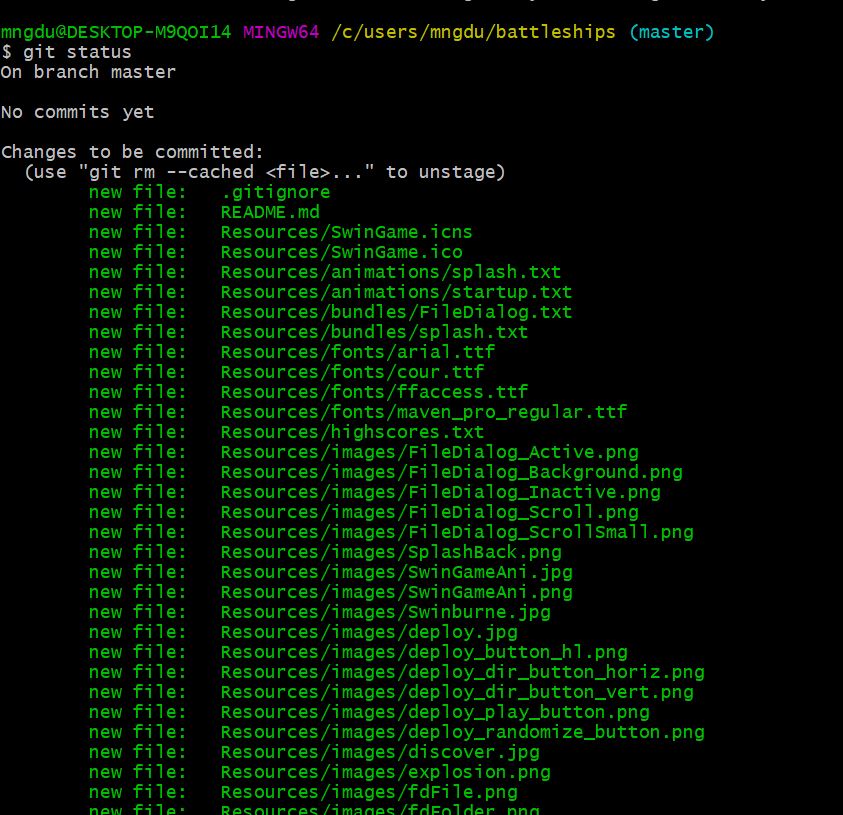 mngdu@DESKTOP-M9QOI14 MINGW64 /c/users/mngdu/battleships (master)
$ git status
On branch master
No commits yet
Changes to be committed:
(use "git rm --cached <file>..." to unstage)
new file: .gitignore
new file: README.md
new file: Resources/SwinGame.icns
new file: Resources/SwinGame.ico
new file: Resources/animations/splash.txt
new file: Resources/animations/startup.txt
new file: Resources/bundles/FileDialog.txt
new file: Resources/bundles/splash.txt
new file: Resources/fonts/arial.ttf
new file: Resources/fonts/cour.ttf
new file: Resources/fonts/ffaccess.ttf
new file: Resources/fonts/maven_pro_regular.ttf
new file: Resources/highscores.txt
new file: Resources/images/FileDialog_Active.png
new file: Resources/images/FileDialog_Background.png
new file: Resources/images/FileDialog_Inactive.png
new file: Resources/images/FileDialog_Scroll.png
new file: Resources/images/FileDialog_ScrollSmall.png
new file: Resources/images/SplashBack.png
new file: Resources/images/SwinGameAni.jpg
new file: Resources/images/SwinGameAni.png
new file: Resources/images/Swinburne.jpg
new file: Resources/images/deploy.jpg
new file: Resources/images/deploy_button_hl.png
new file: Resources/images/deploy_dir_button_horiz.png
new file: Resources/images/deploy_dir_button_vert.png
new file: Resources/images/deploy_play_button.png
new file: Resources/images/deploy_randomize_button.png
new file: Resources/images/discover.jpg
new file: Resources/images/explosion.png
new file: Resources/images/fdFile.png
new file: Resources/images/fdFolder.png